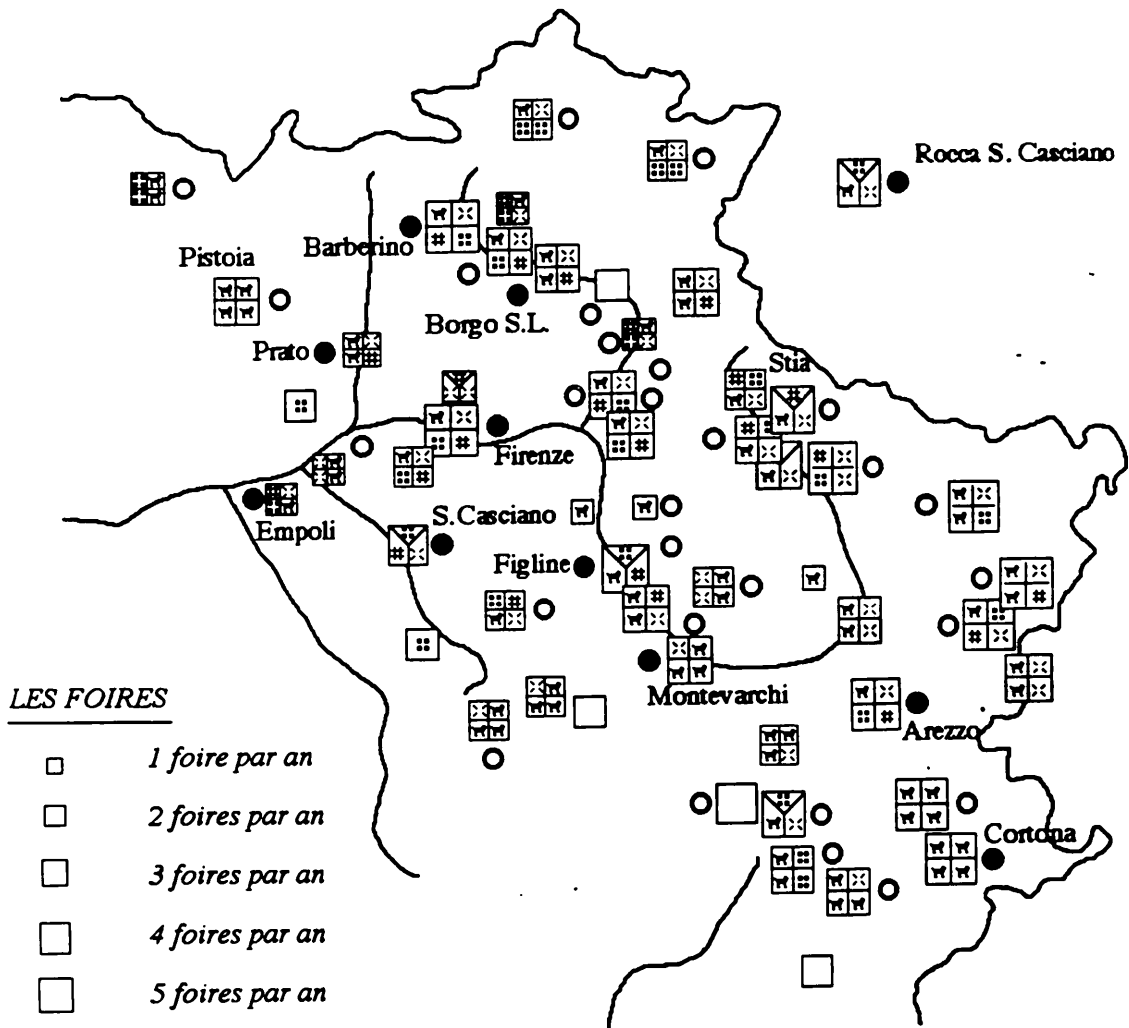 Rocca S. Casciano
Barberino
Pistoia
Borgo S.L.
Prato
Stia
Firenze
S. Casciano
Empoli
Figline
Montevarchi
Arezzo
Cortona
LES FOIRES
1 foire par an
2 foires par an
3 foires par an
4 foires par an
5 foires par an